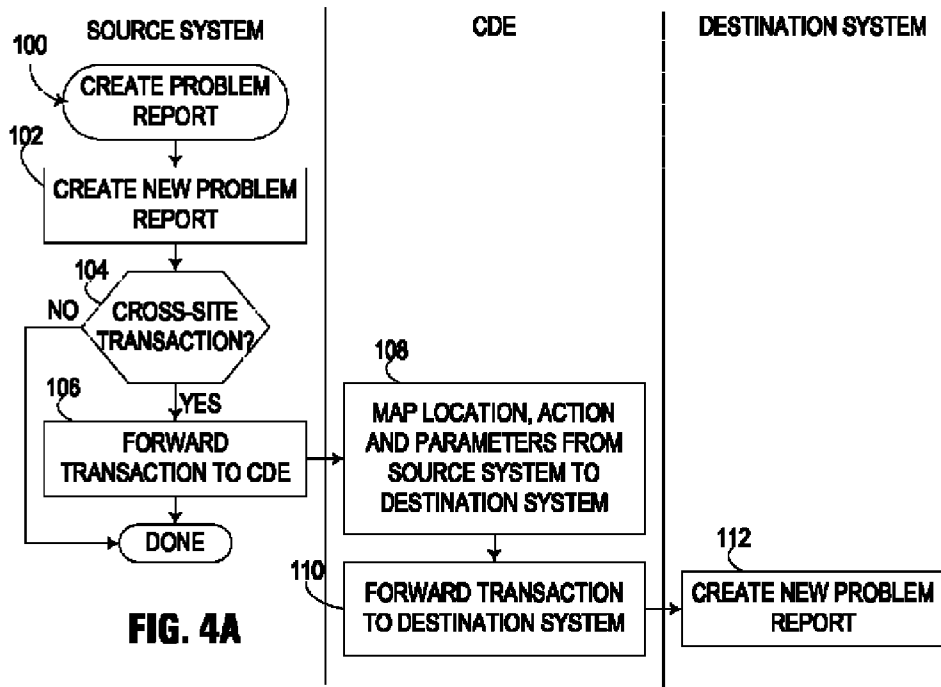 SOURCE SYSTEM
CDE
DESTINATION SYSTEM
100
CREATE PROBLEM
REPORT
102
CREATE NEW PROBLEM
REPORT
104
NO
CROSS-SITE
TRANSACTION?
YES
106
FORWARD
TRANSACTION TO CDE
DONE
108
MAP LOCATION, ACTION
AND PARAMETERS FROM
SOURCE SYSTEM TO
DESTINATION SYSTEM
110
FORWARD TRANSACTION
TO DESTINATION SYSTEM
112
CREATE NEW PROBLEM
REPORT
FIG. 4A